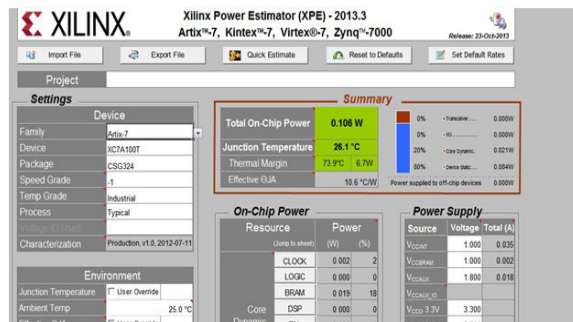 XILINX
Xilinx Power Estimator (XPE) - 2013.3
Artix™-7, Kintex™-7, Virtex®-7, Zynq™-7000
Release: 23-Oct-2013
Import File
Export File
Quick Estimate
Reset to Defaults
Set Default Rates
Project
Settings
Device
Family Artix-7
Device XC7A100T
Package CSG324
Speed Grade -1
Temp Grade Industrial
Process Typical
Voltage ID Used
Characterization Production, v1.0, 2012-07-11
Environment
Junction Temperature User Override
Ambient Temp 25.0 °C
Summary
Total On-Chip Power 0.106 W
Junction Temperature 26.1 °C
Thermal Margin 73.9°C 6.7W
Effective ΘJA 10.6 °C/W
0% Transceiver 0.000W
0% I/O 0.000W
20% Core Dynamic 0.021W
80% Device Static 0.084W
Power supplied to off-chip devices 0.000W
On-Chip Power
Resource Power
(Jump to sheet) (W) (%)
CLOCK 0.002 2
LOGIC 0.000 0
BRAM 0.019 18
Core DSP 0.000 0
Dynamic
Power Supply
Source Voltage Total (A)
VCCINT 1.000 0.035
VCCBRAM 1.000 0.002
VCCAUX 1.800 0.018
VCCAUX_IO
VCCO 3.3V 3.300